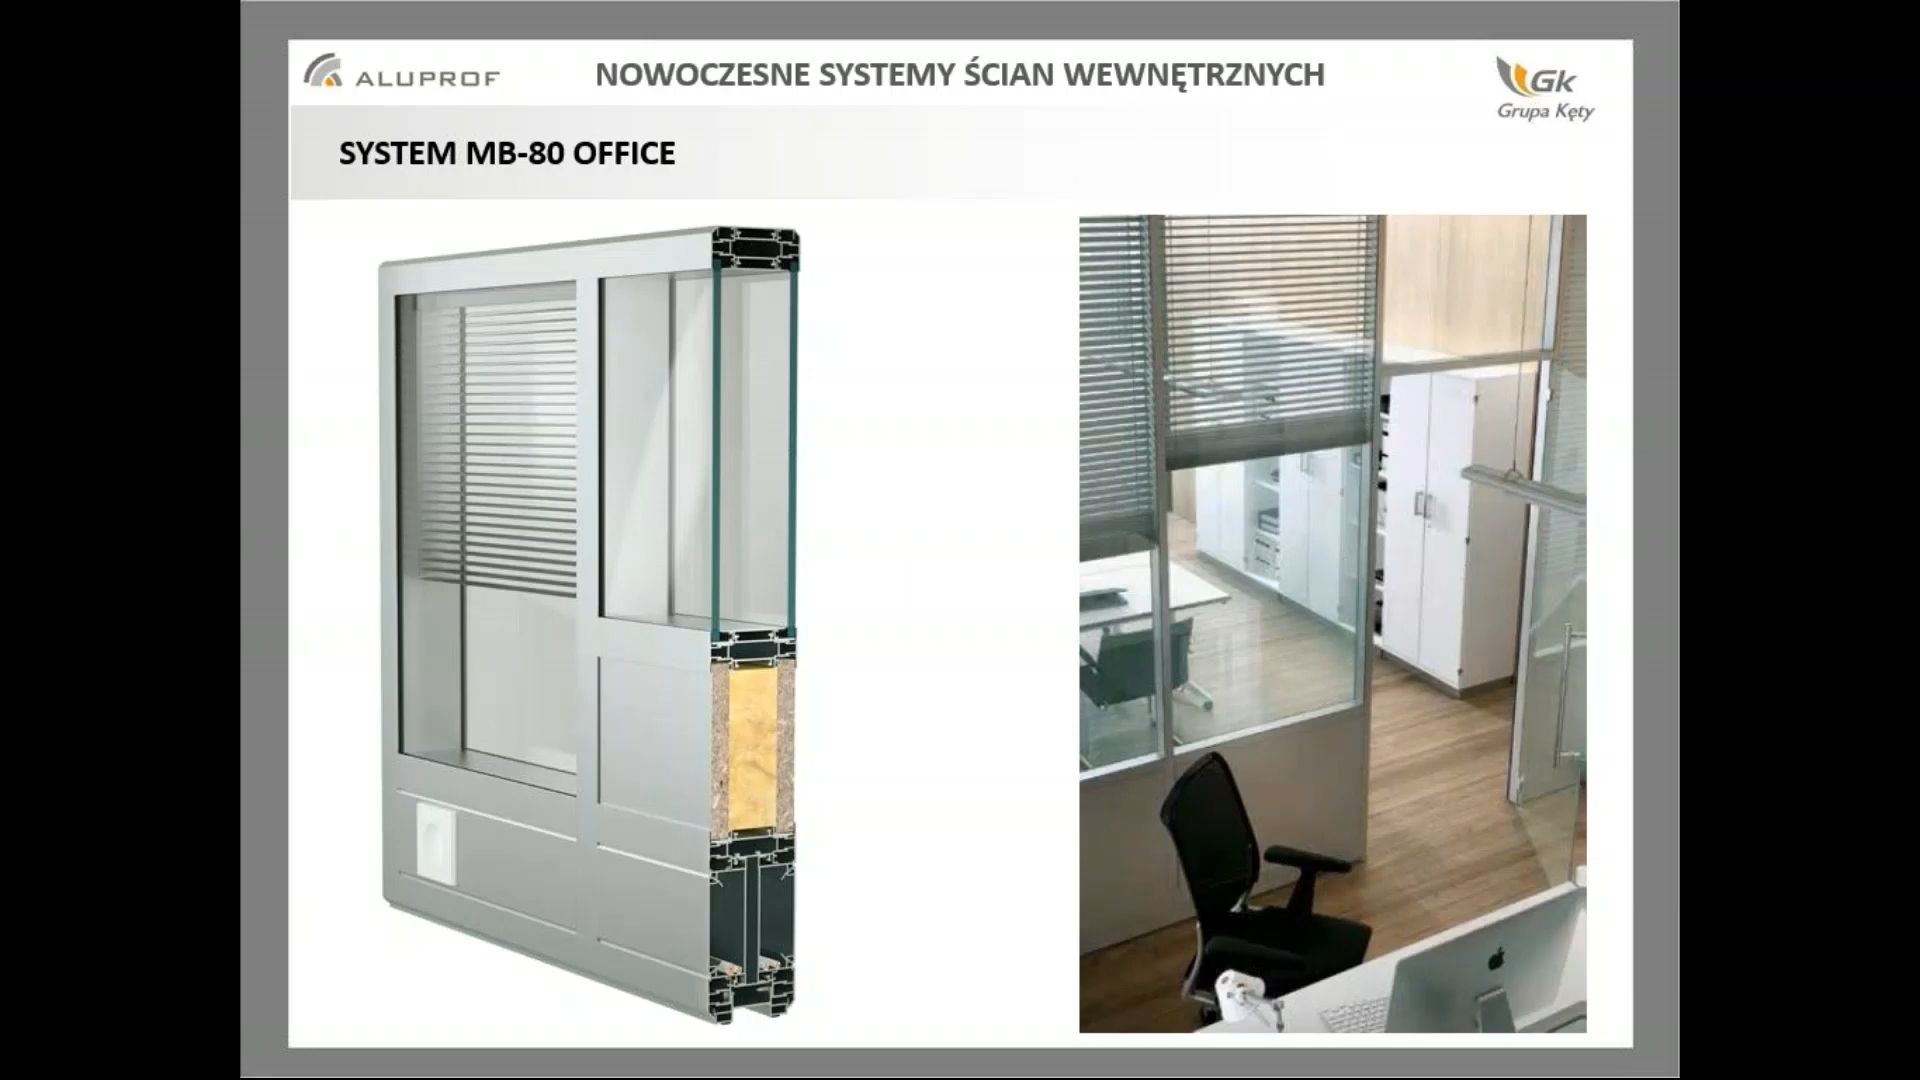 ALUPROF
NOWOCZESNE SYSTEMY ŚCIAN WEWNĘTRZNYCH
Gk
Grupa Kęty
SYSTEM MB-80 OFFICE